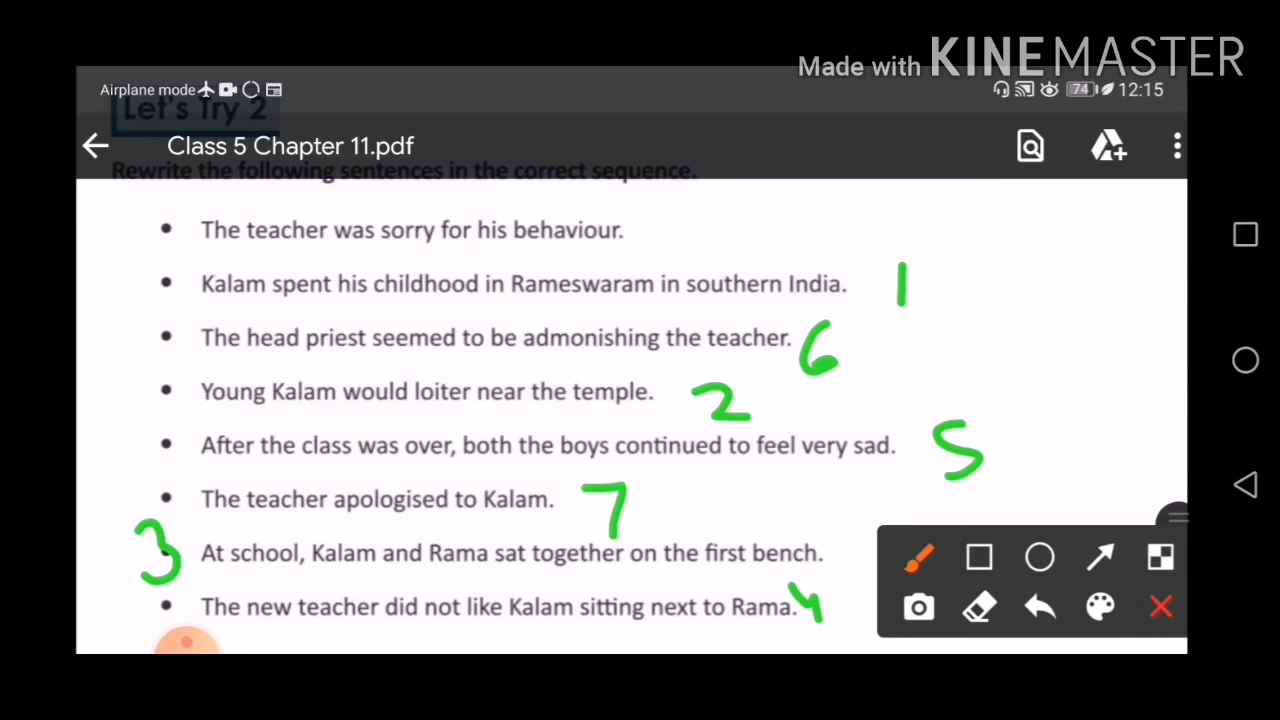 Made with KINEMASTER
Airplane mode 74 12:15
Let's Try 2
Class 5 Chapter 11.pdf
Rewrite the following sentences in the correct sequence.
• The teacher was sorry for his behaviour.
• Kalam spent his childhood in Rameswaram in southern India. 1
• The head priest seemed to be admonishing the teacher. 6
• Young Kalam would loiter near the temple. 2
• After the class was over, both the boys continued to feel very sad. 5
• The teacher apologised to Kalam. 7
3 • At school, Kalam and Rama sat together on the first bench.
• The new teacher did not like Kalam sitting next to Rama. 4